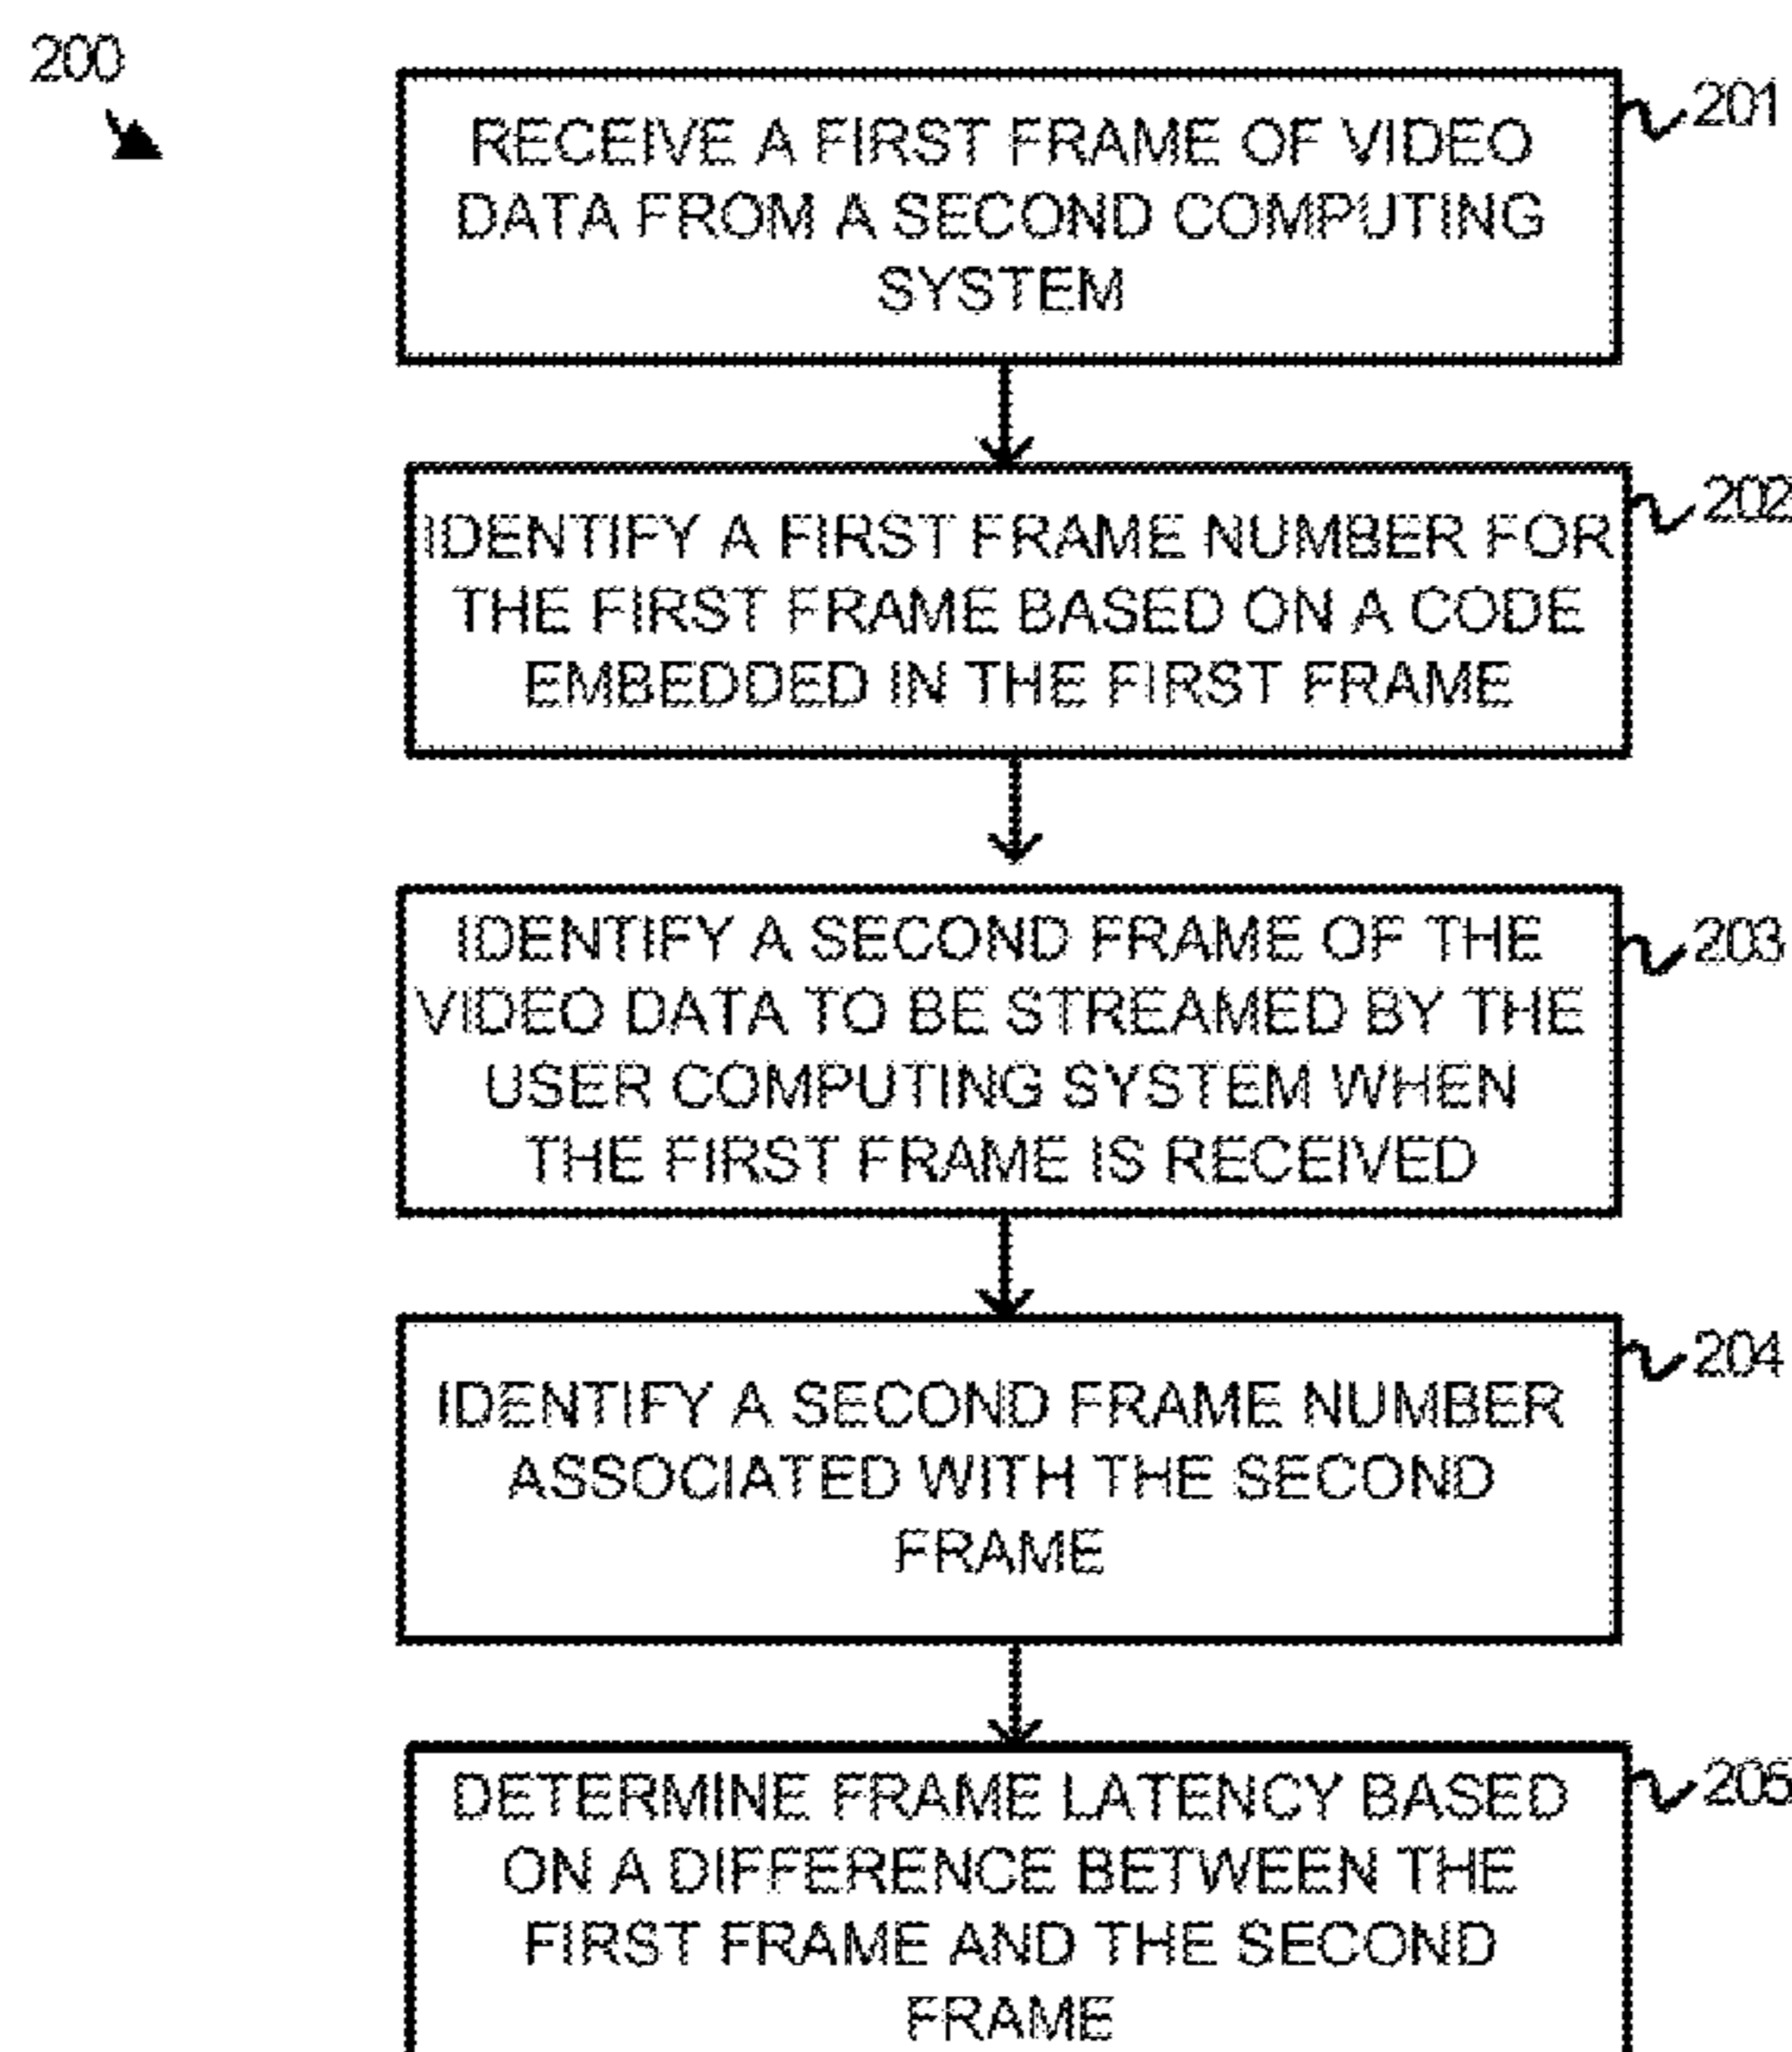 200
RECEIVE A FIRST FRAME OF VIDEO
DATA FROM A SECOND COMPUTING
SYSTEM
201
IDENTIFY A FIRST FRAME NUMBER FOR
THE FIRST FRAME BASED ON A CODE
EMBEDDED IN THE FIRST FRAME
202
IDENTIFY A SECOND FRAME OF THE
VIDEO DATA TO BE STREAMED BY THE
USER COMPUTING SYSTEM WHEN
THE FIRST FRAME IS RECEIVED
203
IDENTIFY A SECOND FRAME NUMBER
ASSOCIATED WITH THE SECOND
FRAME
204
DETERMINE FRAME LATENCY BASED
ON A DIFFERENCE BETWEEN THE
FIRST FRAME AND THE SECOND
FRAME
205